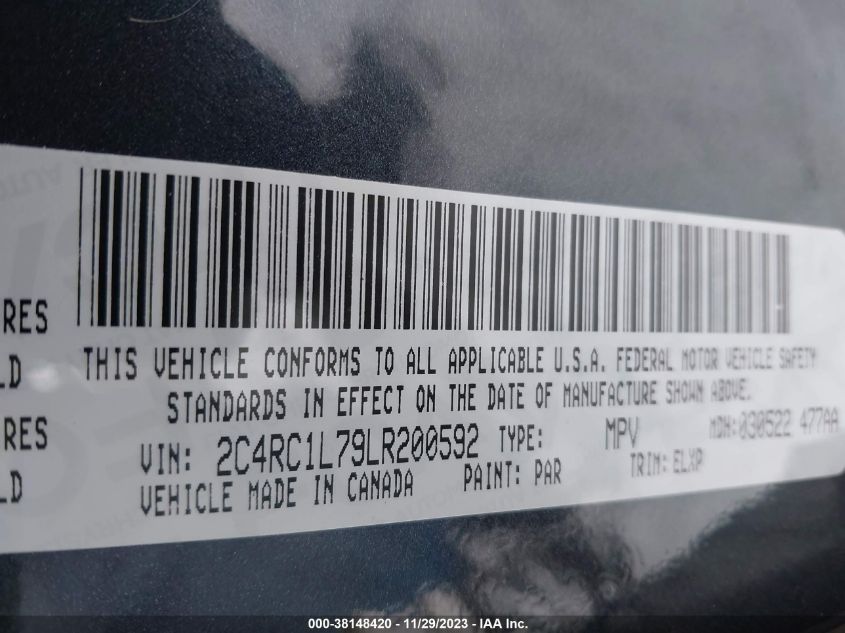 RES
LD
RES
LD
THIS VEHICLE CONFORMS TO ALL APPLICABLE U.S.A. FEDERAL MOTOR VEHICLE SAFETY
STANDARDS IN EFFECT ON THE DATE OF MANUFACTURE SHOWN ABOVE.
VIN: 2C4RC1L79LR200592 TYPE: MPV MDH: 030522 477AA
VEHICLE MADE IN CANADA PAINT: PAR TRIM: ELXP
000-38148420 - 11/29/2023 - IAA Inc.